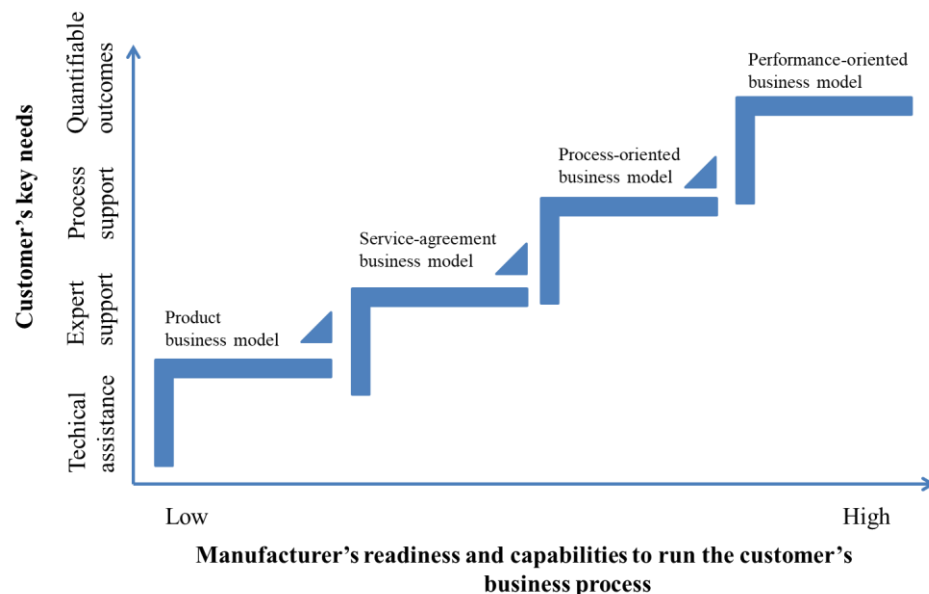 Customer's key needs
Quantifiable
outcomes
Process
support
Expert
support
Techical
assistance
Performance-oriented
business model
Process-oriented
business model
Service-agreement
business model
Product
business model
Low
High
Manufacturer's readiness and capabilities to run the customer's
business process